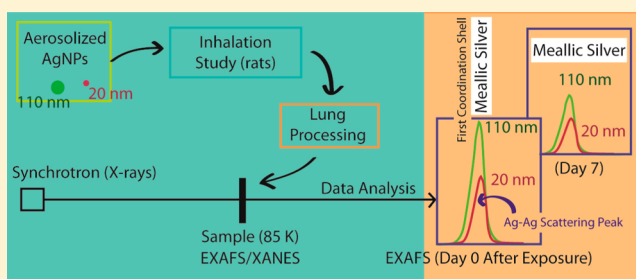 Aerosolized
AgNPs
110 nm
20 nm
Inhalation
Study (rats)
Lung
Processing
Synchrotron (X-rays)
Data Analysis
Sample (85 K)
EXAFS/XANES
First Coordination Shell
Meallic Silver
110 nm
20 nm
Ag-Ag Scattering Peak
EXAFS (Day 0 After Exposure)
Meallic Silver
110 nm
20 nm
(Day 7)